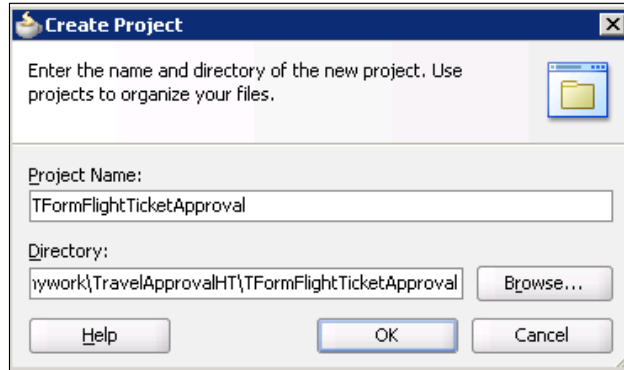 Create Project
Enter the name and directory of the new project. Use
projects to organize your files.
Project Name:
TFormFlightTicketApproval
Directory:
ywork\TravelApprovalHT\TFormFlightTicketApproval
Browse...
Help
OK
Cancel